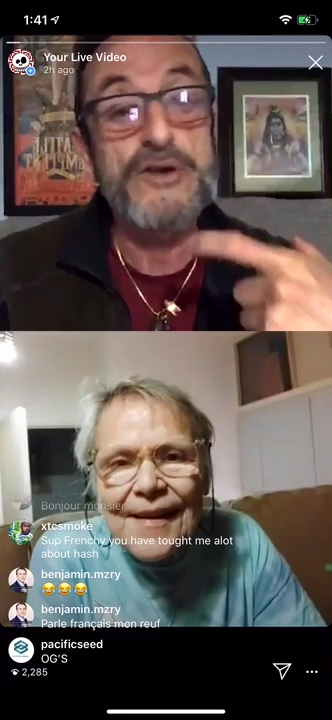 1:41
Your Live Video
2h ago
Bonjour monsier
xtcsmoke
Sup Frenchy you have tought me alot
about hash
benjamin.mzry
😂😂😂
benjamin.mzry
Parle français mon reuf
pacificseed
OG'S
2,285